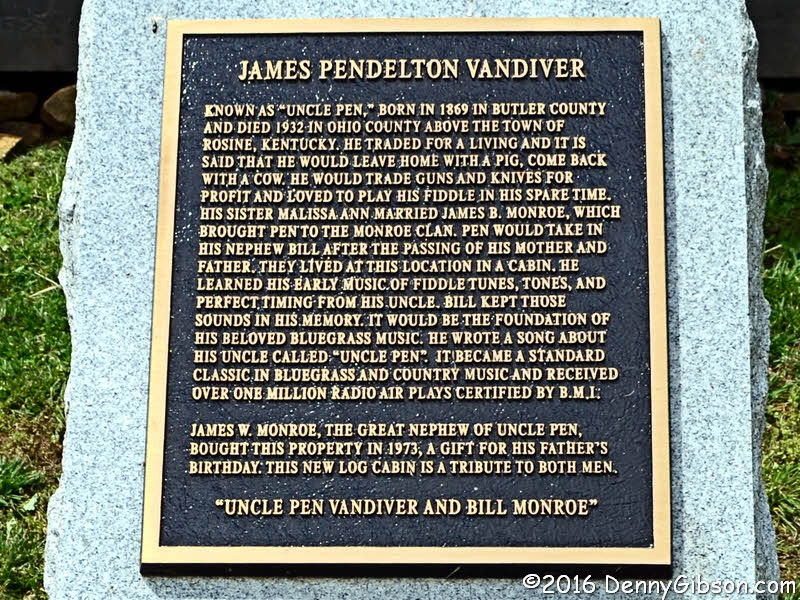 JAMES PENDELTON VANDIVER
KNOWN AS "UNCLE PEN," BORN IN 1869 IN BUTLER COUNTY
AND DIED 1932 IN OHIO COUNTY ABOVE THE TOWN OF
ROSINE, KENTUCKY. HE TRADED FOR A LIVING AND IT IS
SAID THAT HE WOULD LEAVE HOME WITH A PIG, COME BACK
WITH A COW. HE WOULD TRADE GUNS AND KNIVES FOR
PROFIT AND LOVED TO PLAY HIS FIDDLE IN HIS SPARE TIME.
HIS SISTER MALISSA ANN MARRIED JAMES B. MONROE, WHICH
BROUGHT PEN TO THE MONROE CLAN. PEN WOULD TAKE IN
HIS NEPHEW BILL AFTER THE PASSING OF HIS MOTHER AND
FATHER. THEY LIVED AT THIS LOCATION IN A CABIN. HE
LEARNED HIS EARLY MUSIC OF FIDDLE TUNES, TONES, AND
PERFECT TIMING FROM HIS UNCLE. BILL KEPT THOSE
SOUNDS IN HIS MEMORY. IT WOULD BE THE FOUNDATION OF
HIS BELOVED BLUEGRASS MUSIC. HE WROTE A SONG ABOUT
HIS UNCLE CALLED "UNCLE PEN". IT BECAME A STANDARD
CLASSIC IN BLUEGRASS AND COUNTRY MUSIC AND RECEIVED
OVER ONE MILLION RADIO AIR PLAYS CERTIFIED BY B.M.I.
JAMES W. MONROE, THE GREAT NEPHEW OF UNCLE PEN,
BOUGHT THIS PROPERTY IN 1973, A GIFT FOR HIS FATHER'S
BIRTHDAY. THIS NEW LOG CABIN IS A TRIBUTE TO BOTH MEN.
"UNCLE PEN VANDIVER AND BILL MONROE"
©2016 DennyGibson.com